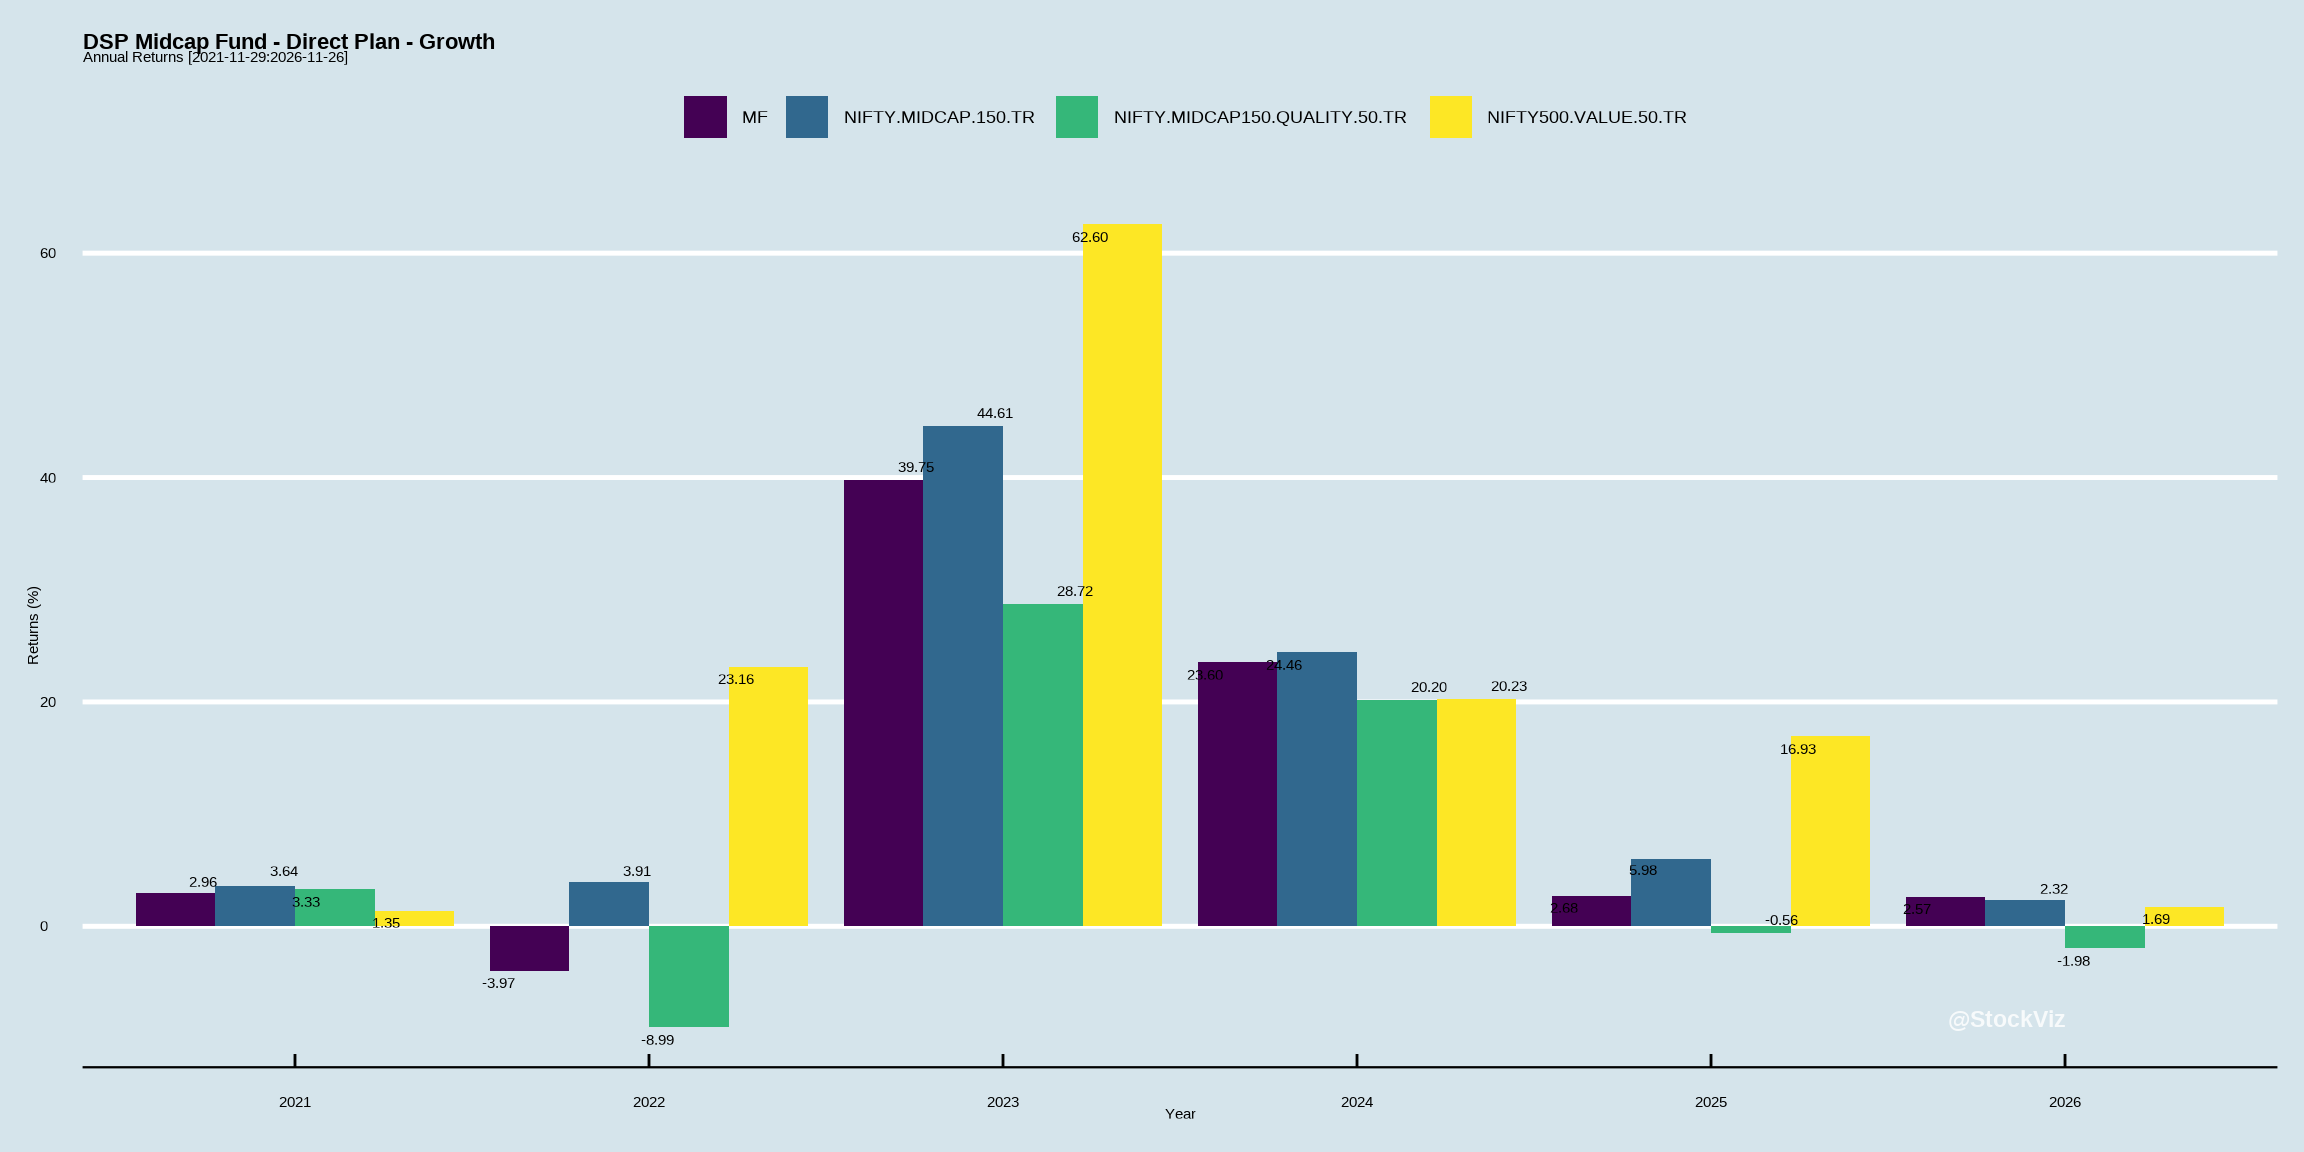 DSP Midcap Fund - Direct Plan - Growth
Annual Returns [2021-11-29:2026-11-26]
MF NIFTY.MIDCAP.150.TR NIFTY.MIDCAP150.QUALITY.50.TR NIFTY500.VALUE.50.TR
62.60
60
44.61
39.75
40
28.72
24.46
23.60
23.16
20.20 20.23
20
16.93
Returns (%)
3.64 3.91 5.98
2.96
2.32
3.33 2.68 2.57
1.35 -0.56 1.69
0
-1.98
-3.97
@StockViz
-8.99
2021 2022 2023 2024 2025 2026
Year